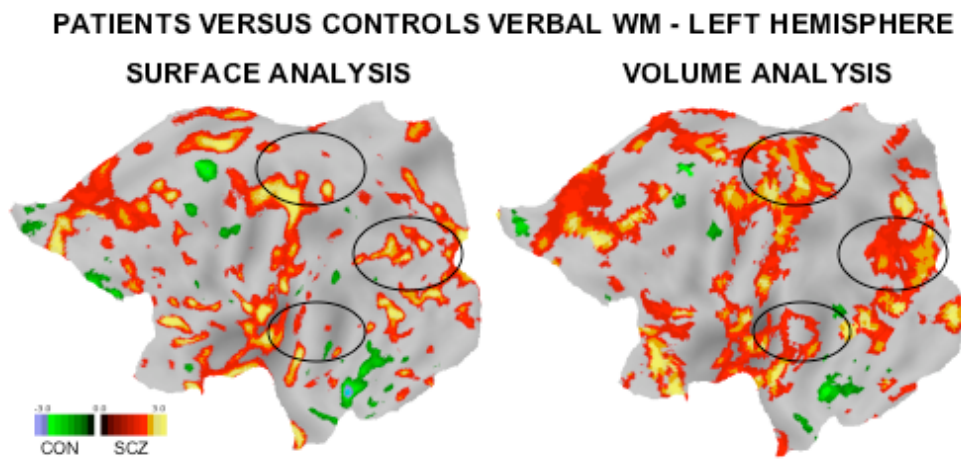 PATIENTS VERSUS CONTROLS VERBAL WM - LEFT HEMISPHERE
SURFACE ANALYSIS VOLUME ANALYSIS
-3.0 0.0 3.0
CON SCZ